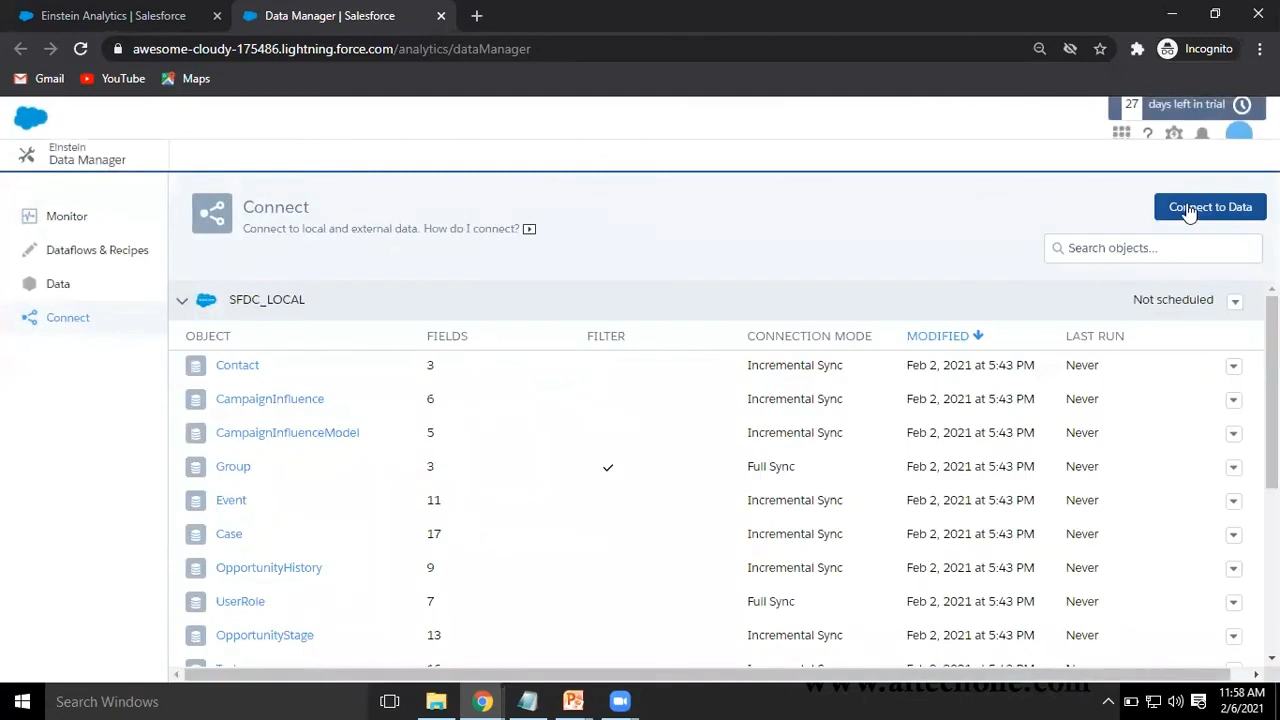 Einstein Analytics | Salesforce
Data Manager | Salesforce
awesome-cloudy-175486.lightning.force.com/analytics/dataManager
Incognito
Gmail
YouTube
Maps
27 days left in trial
Einstein
Data Manager
Monitor
Dataflows & Recipes
Data
Connect
Connect
Connect to local and external data. How do I connect?
Connect to Data
Search objects...
SFDC_LOCAL
Not scheduled
OBJECT FIELDS FILTER CONNECTION MODE MODIFIED LAST RUN
Contact 3 Incremental Sync Feb 2, 2021 at 5:43 PM Never
CampaignInfluence 6 Incremental Sync Feb 2, 2021 at 5:43 PM Never
CampaignInfluenceModel 5 Incremental Sync Feb 2, 2021 at 5:43 PM Never
Group 3 Full Sync Feb 2, 2021 at 5:43 PM Never
Event 11 Incremental Sync Feb 2, 2021 at 5:43 PM Never
Case 17 Incremental Sync Feb 2, 2021 at 5:43 PM Never
OpportunityHistory 9 Incremental Sync Feb 2, 2021 at 5:43 PM Never
UserRole 7 Full Sync Feb 2, 2021 at 5:43 PM Never
OpportunityStage 13 Incremental Sync Feb 2, 2021 at 5:43 PM Never
Search Windows
11:58 AM
2/6/2021